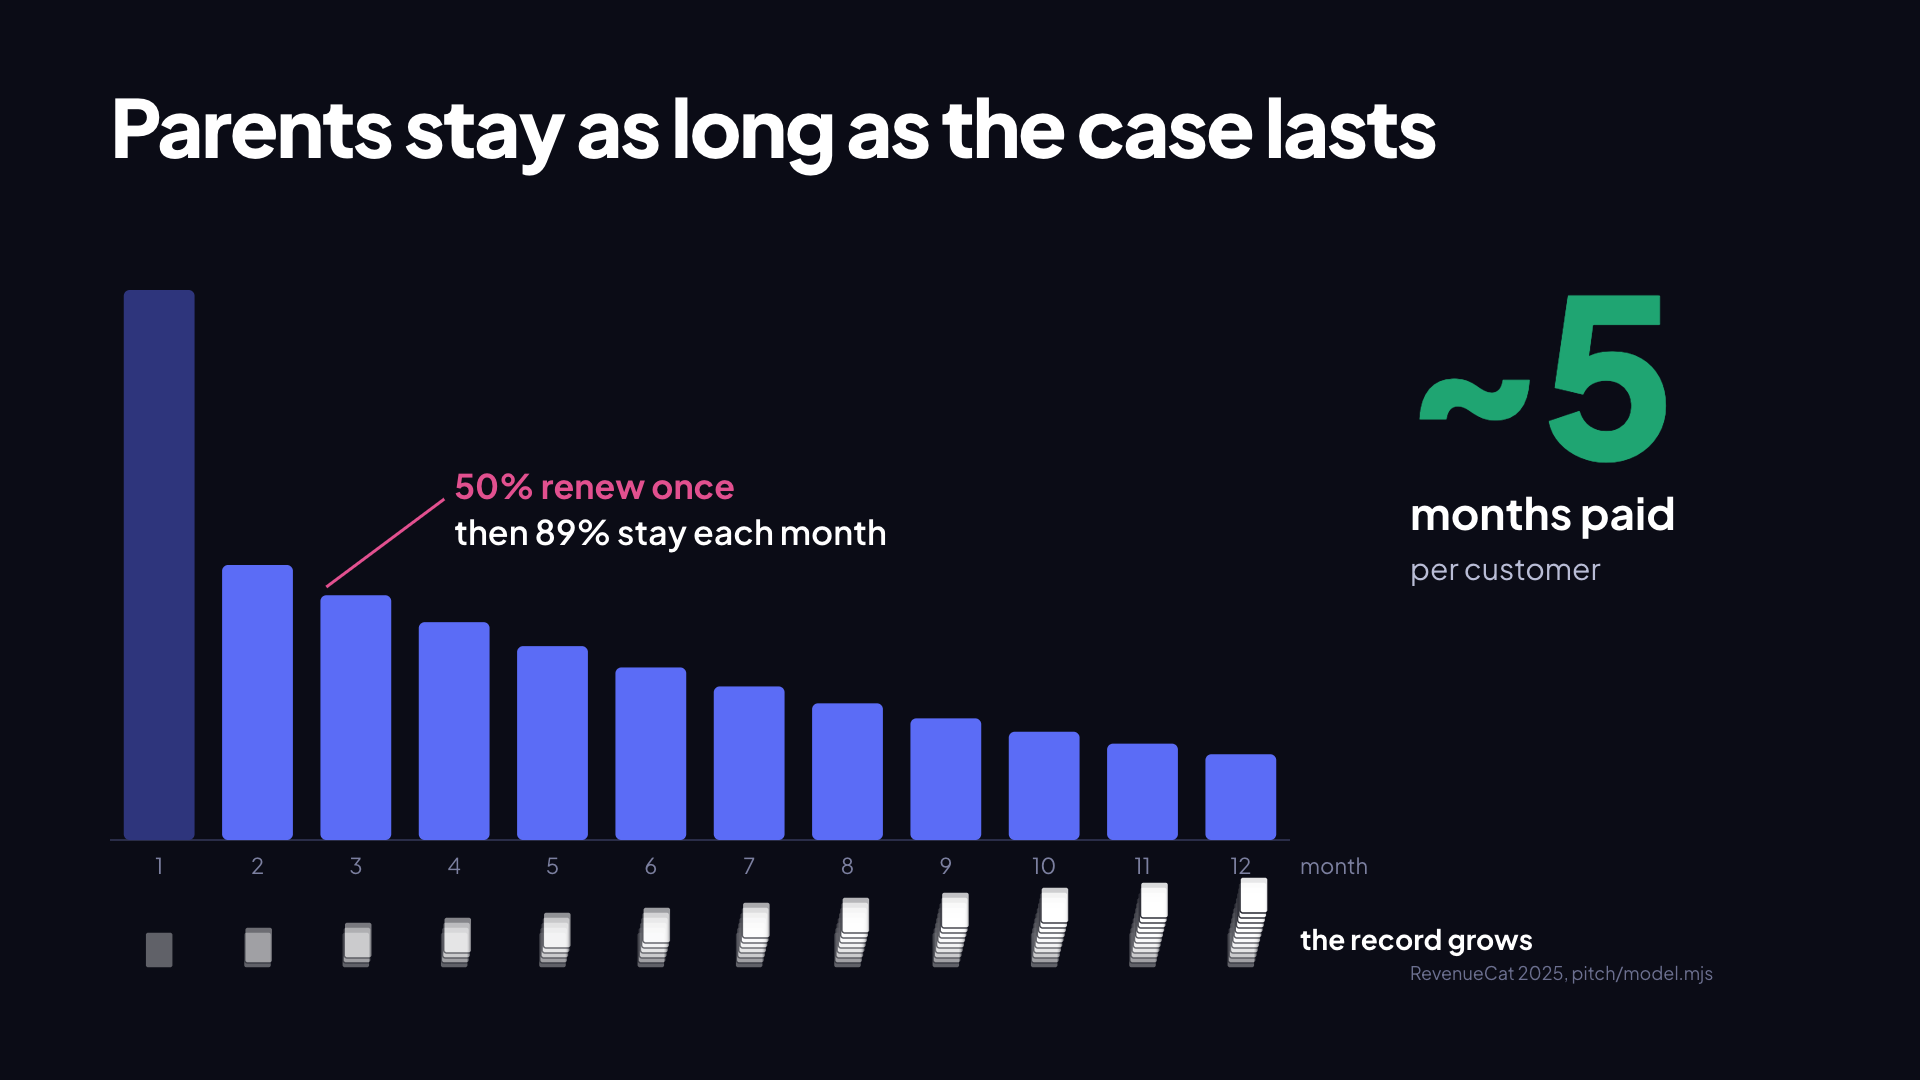 Parents stay as long as the case lasts
~5
months paid
per customer
50% renew once
then 89% stay each month
1 2 3 4 5 6 7 8 9 10 11 12 month
the record grows
RevenueCat 2025, pitch/model.mjs